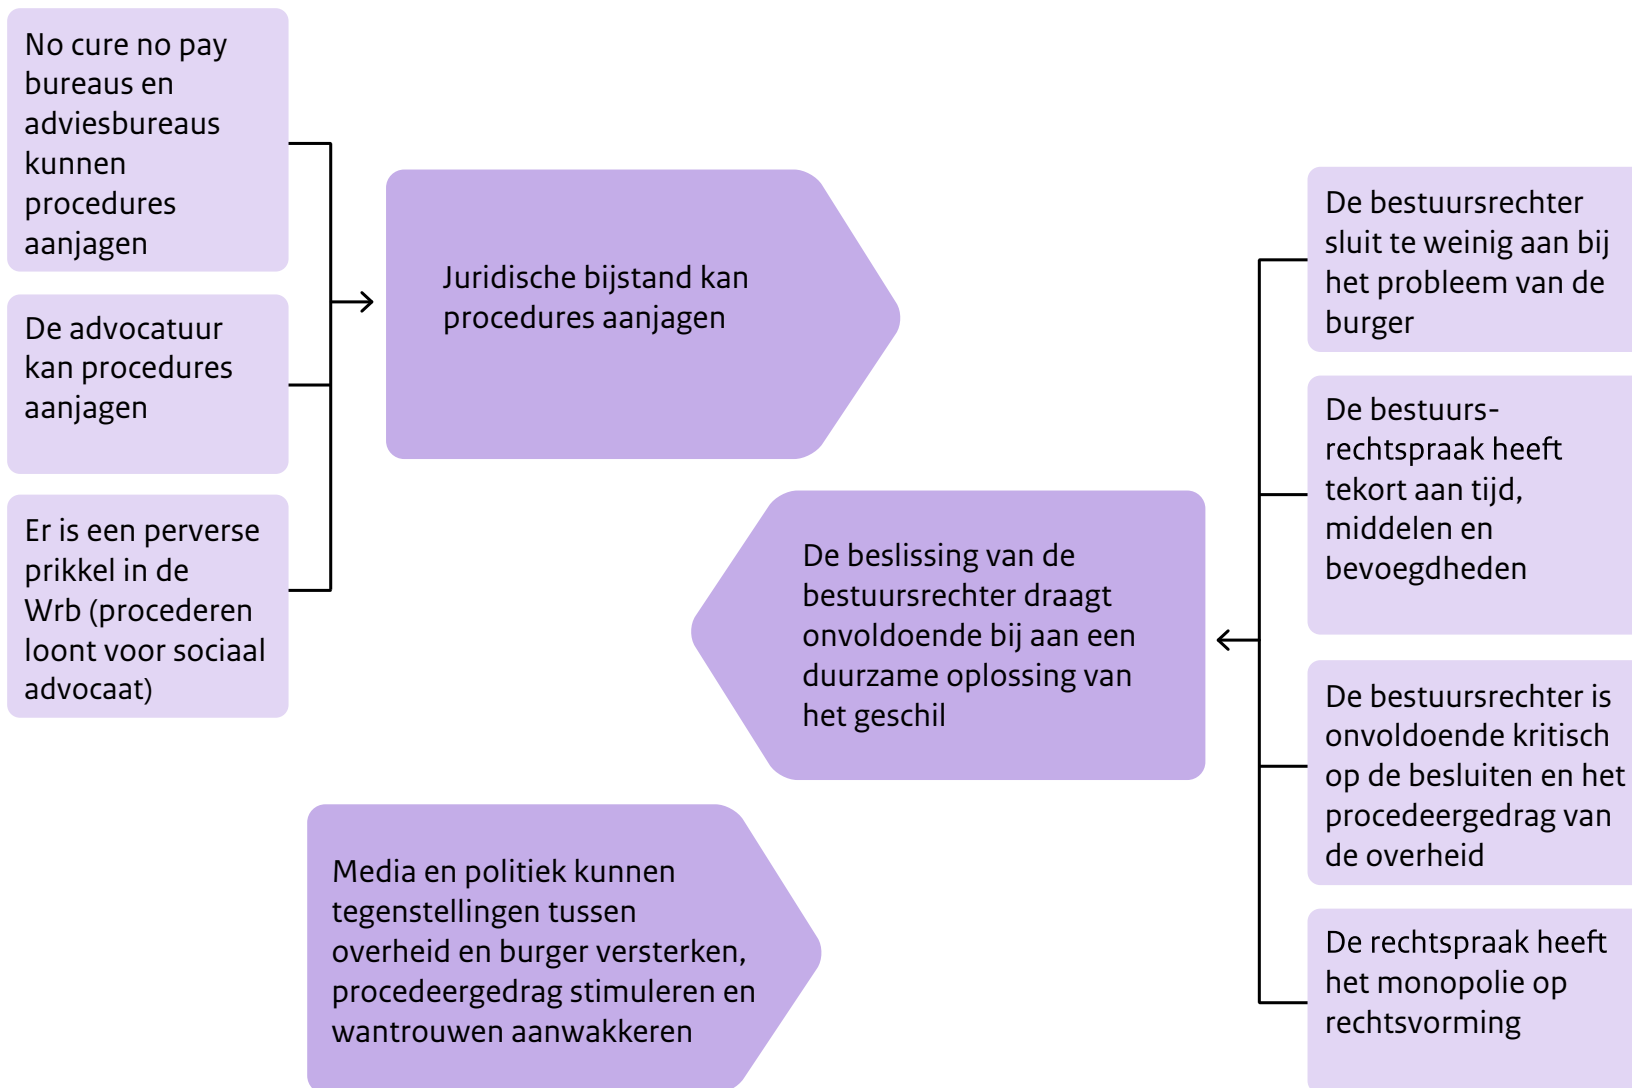 No cure no pay
bureaus en
adviesbureaus
kunnen
procedures
aanjagen
De advocatuur
kan procedures
aanjagen
Er is een perverse
prikkel in de
Wrb (procederen
loont voor sociaal
advocaat)
Juridische bijstand kan
procedures aanjagen
De beslissing van de
bestuursrechter draagt
onvoldoende bij aan een
duurzame oplossing van
het geschil
Media en politiek kunnen
tegenstellingen tussen
overheid en burger versterken,
procedeergedrag stimuleren en
wantrouwen aanwakkeren
De bestuursrechter
sluit te weinig aan bij
het probleem van de
burger
De bestuurs-
rechtspraak heeft
tekort aan tijd,
middelen en
bevoegdheden
De bestuursrechter is
onvoldoende kritisch
op de besluiten en het
procedeergedrag van
de overheid
De rechtspraak heeft
het monopolie op
rechtsvorming